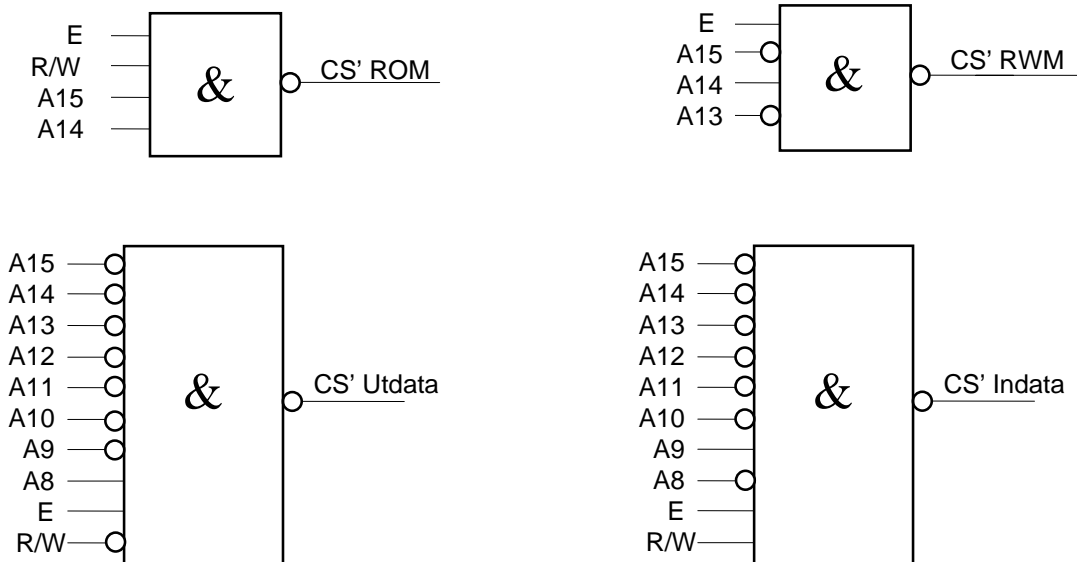 E
R/W
A15
A14
&
CS’ ROM
E
A15
A14
A13
&
CS’ RWM
A15
A14
A13
A12
A11
A10
A9
A8
E
R/W
&
CS’ Utdata
A15
A14
A13
A12
A11
A10
A9
A8
E
R/W
&
CS’ Indata